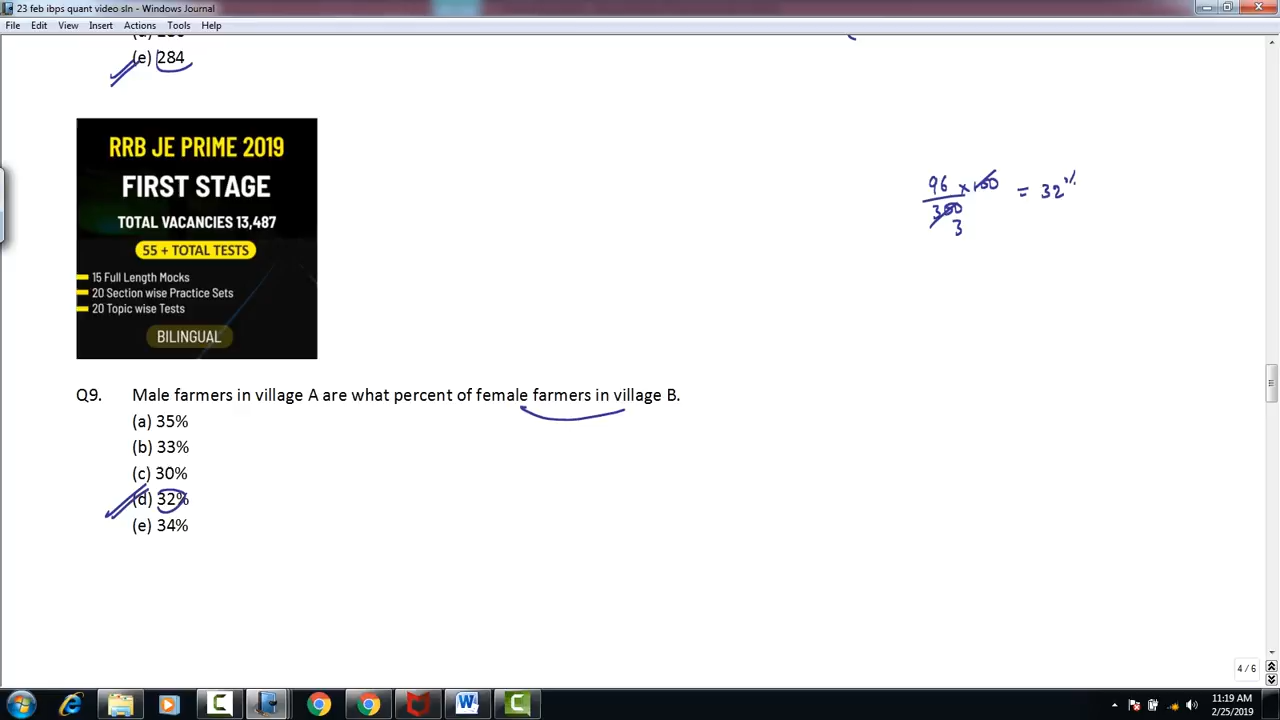 23 feb ibps quant video sln - Windows Journal
File Edit View Insert Actions Tools Help
(e) 284
RRB JE PRIME 2019
FIRST STAGE
TOTAL VACANCIES 13,487
55 + TOTAL TESTS
15 Full Length Mocks
20 Section wise Practice Sets
20 Topic wise Tests
BILINGUAL
96 × 100 = 32%
300
3
Q9. Male farmers in village A are what percent of female farmers in village B.
(a) 35%
(b) 33%
(c) 30%
(d) 32%
(e) 34%
4 / 6
11:19 AM
2/25/2019